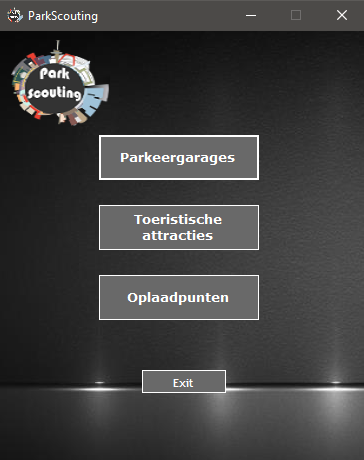 ParkScouting
Park
Scouting
Parkeergarages
Toeristische
attracties
Oplaadpunten
Exit